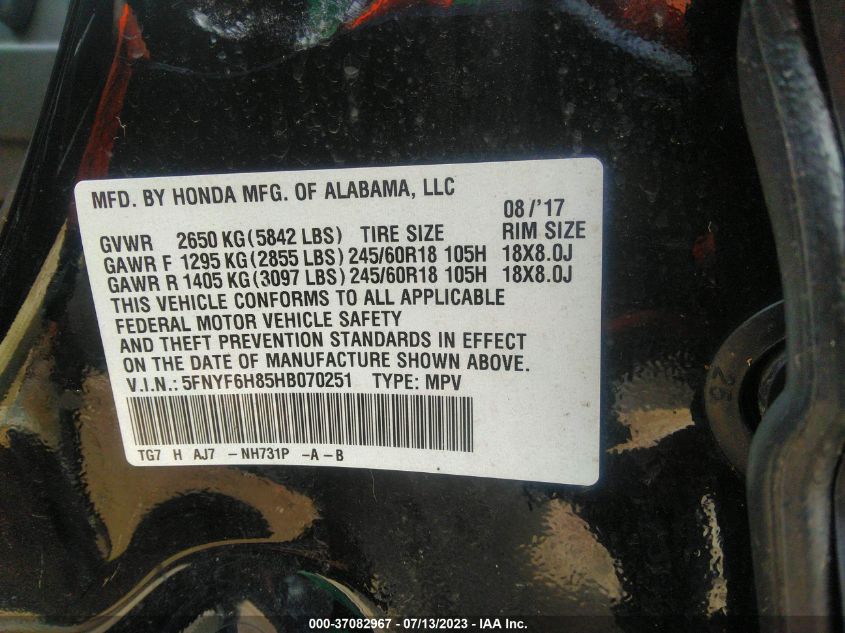 MFD. BY HONDA MFG. OF ALABAMA, LLC
08/'17
GVWR 2650 KG(5842 LBS) TIRE SIZE RIM SIZE
GAWR F 1295 KG(2855 LBS)245/60R18 105H 18X8.0J
GAWR R 1405 KG(3097 LBS)245/60R18 105H 18X8.0J
THIS VEHICLE CONFORMS TO ALL APPLICABLE
FEDERAL MOTOR VEHICLE SAFETY
AND THEFT PREVENTION STANDARDS IN EFFECT
ON THE DATE OF MANUFACTURE SHOWN ABOVE.
V.I.N.: 5FNYF6H85HB070251 TYPE: MPV
TG7 H AJ7 -NH731P -A-B
25
000-37082967 - 07/13/2023 - IAA Inc.